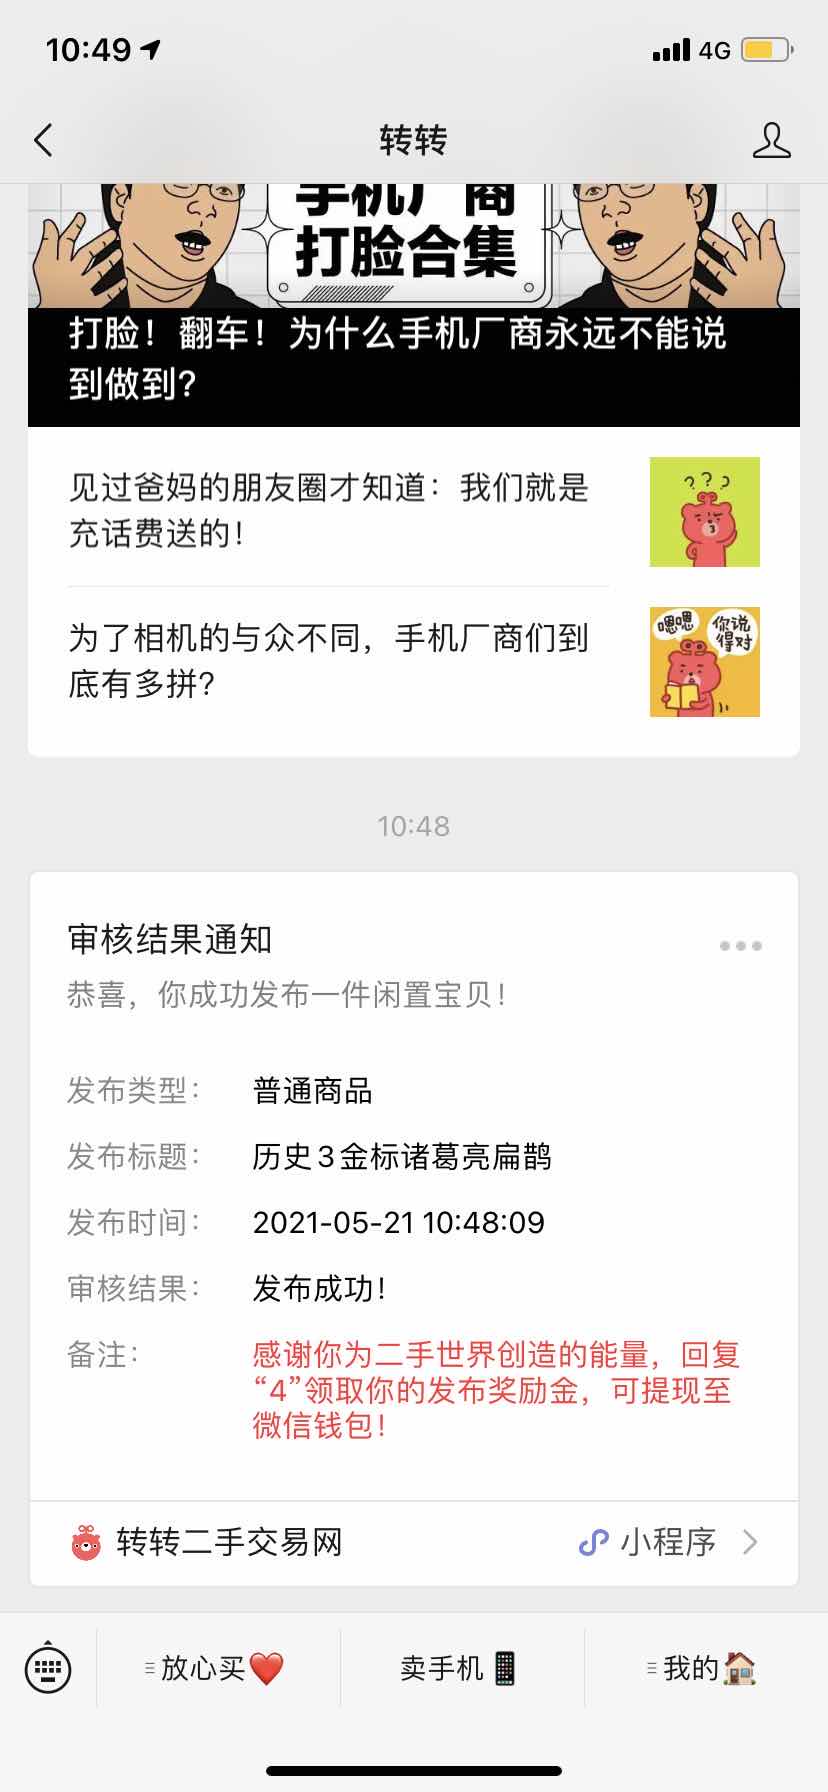 10:49
4G
转转
手机厂商
打脸合集
打脸！翻车！为什么手机厂商永远不能说
到做到？
见过爸妈的朋友圈才知道：我们就是
充话费送的！
? ? ?
为了相机的与众不同，手机厂商们到
底有多拼？
嗯嗯
你说
得对
10:48
审核结果通知
恭喜，你成功发布一件闲置宝贝！
发布类型： 普通商品
发布标题： 历史3金标诸葛亮扁鹊
发布时间： 2021-05-21 10:48:09
审核结果： 发布成功！
备注： 感谢你为二手世界创造的能量，回复
“4”领取你的发布奖励金，可提现至
微信钱包！
转转二手交易网
小程序
放心买❤️
卖手机📱
我的🏠